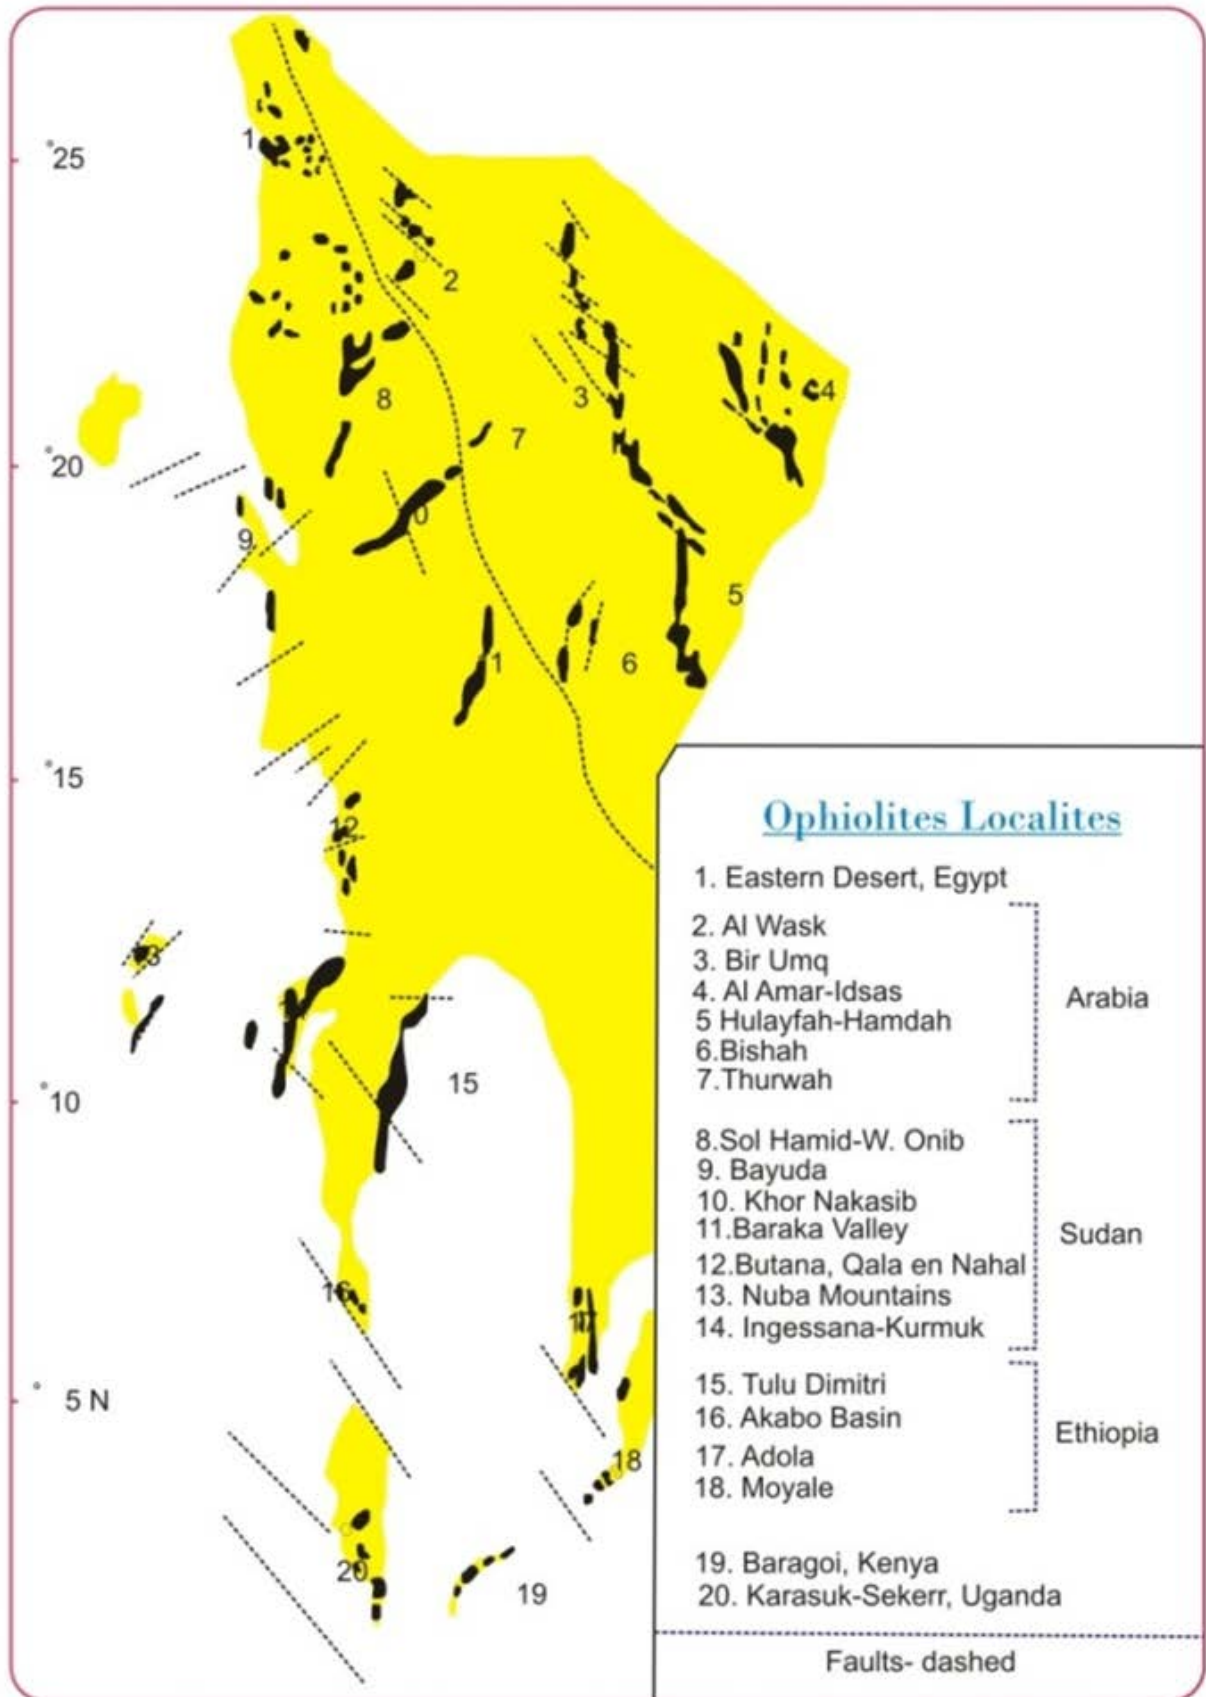 1
°25
2
3
4
8
7
°20
0
9
5
1
6
°15
12
3
°10
15
16
17
° 5 N
18
20
19
Ophiolites Localites
1. Eastern Desert, Egypt
2. Al Wask
3. Bir Umq
4. Al Amar-Idsas
5 Hulayfah-Hamdah
6.Bishah
7.Thurwah
Arabia
8.Sol Hamid-W. Onib
9. Bayuda
10. Khor Nakasib
11.Baraka Valley
12.Butana, Qala en Nahal
13. Nuba Mountains
14. Ingessana-Kurmuk
Sudan
15. Tulu Dimitri
16. Akabo Basin
17. Adola
18. Moyale
Ethiopia
19. Baragoi, Kenya
20. Karasuk-Sekerr, Uganda
Faults- dashed